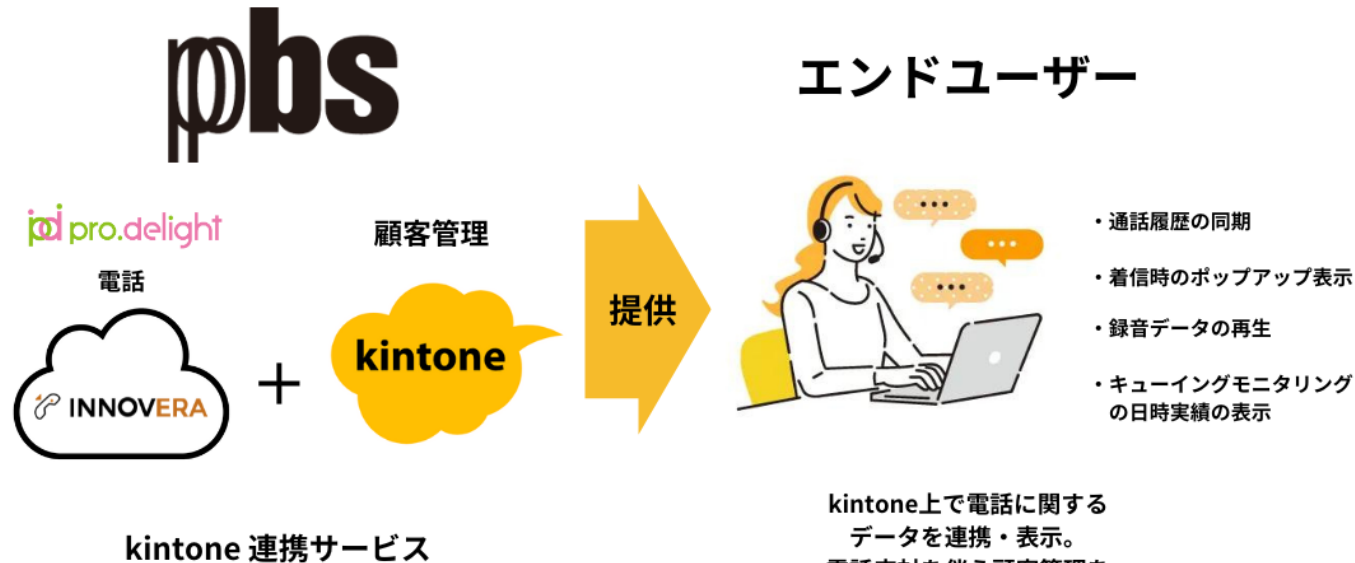 pbs
エンドユーザー
pd pro.delight
電話
INNOVERA
+
顧客管理
kintone
提供
・通話履歴の同期
・着信時のポップアップ表示
・録音データの再生
・キューイングモニタリング
の日時実績の表示
kintone 連携サービス
kintone上で電話に関する
データを連携・表示。